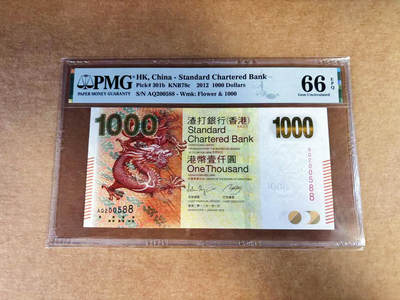 PMG
PAPER MONEY GUARANTY
HK, China - Standard Chartered Bank
Pick# 301b KNB78c 2012 1000 Dollars
S/N AQ200588 - Wmk: Flower & 1000
66 EPQ
Gem Uncirculated
1000
渣打銀行(香港)
Standard
Chartered Bank
1000
港幣壹仟圓
One Thousand
AQ200588
AQ200588